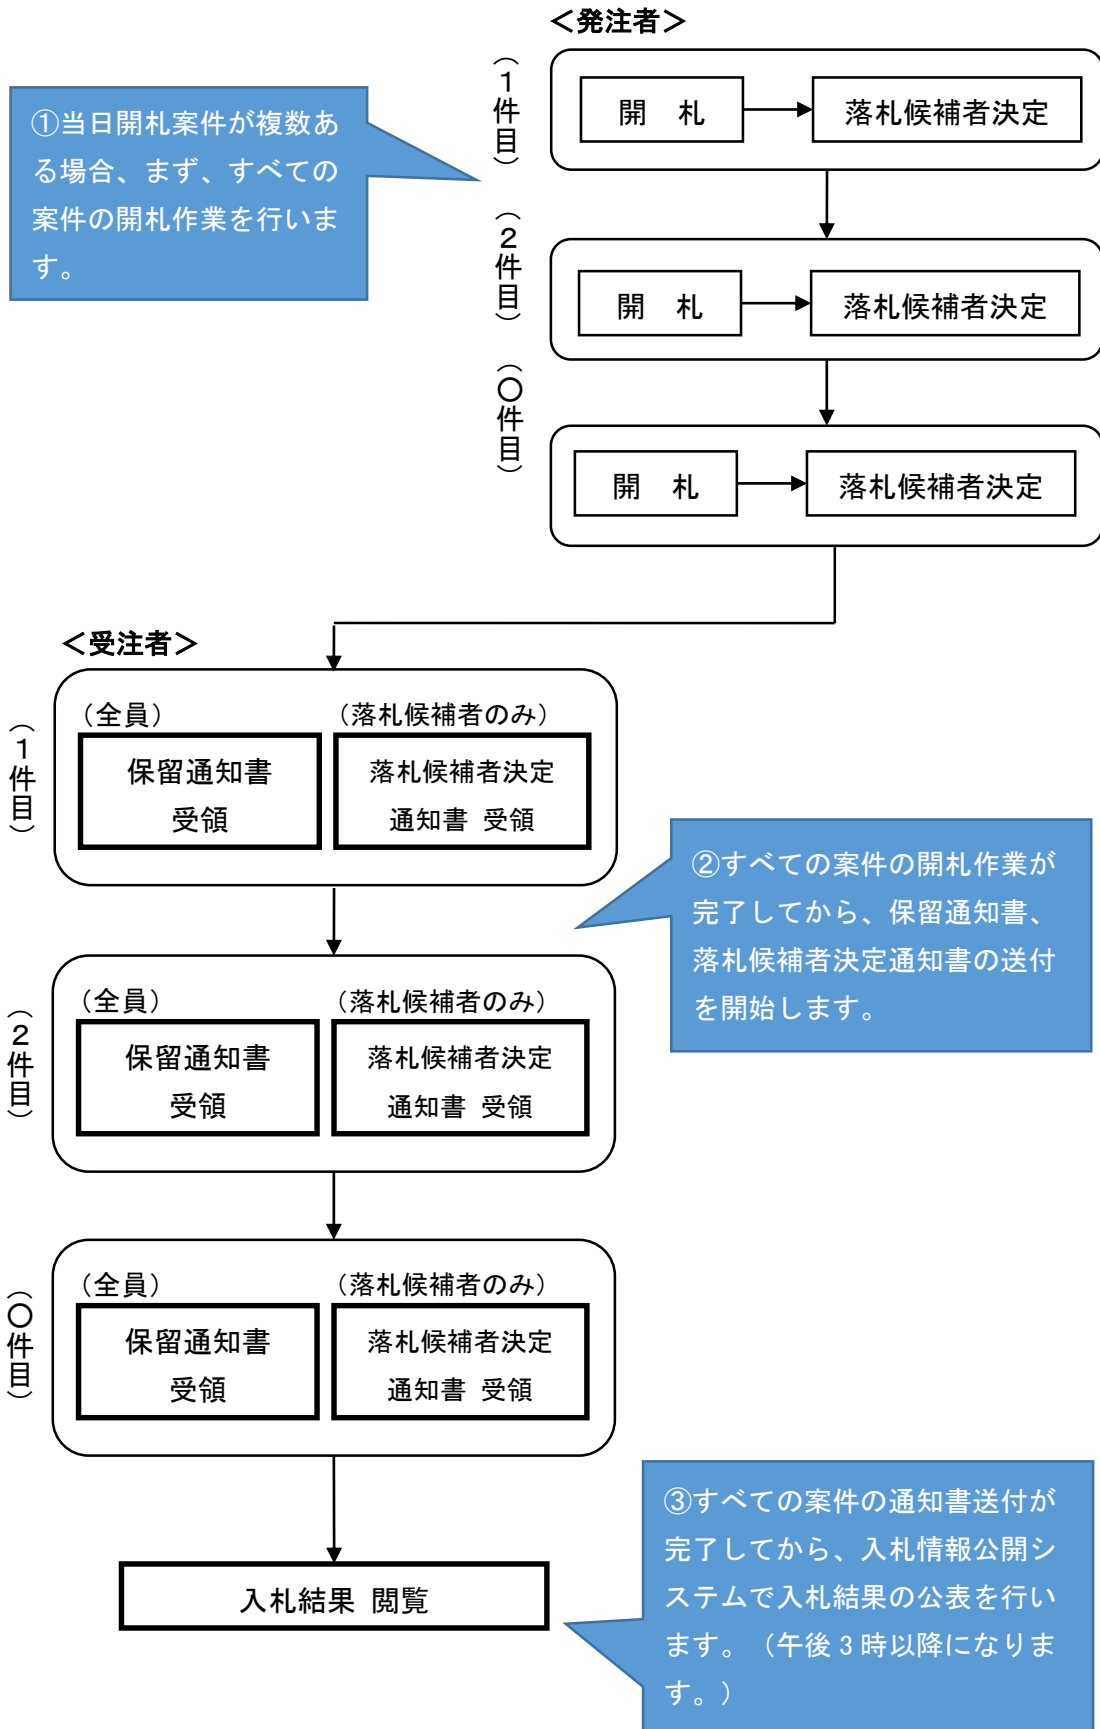 ＜発注者＞
（１件目）
開　札
落札候補者決定
①当日開札案件が複数あ
る場合、まず、すべての
案件の開札作業を行いま
す。
（２件目）
開　札
落札候補者決定
（〇件目）
開　札
落札候補者決定
＜受注者＞
（１件目）
（全員）
（落札候補者のみ）
保留通知書
受領
落札候補者決定
通知書 受領
②すべての案件の開札作業が
完了してから、保留通知書、
落札候補者決定通知書の送付
を開始します。
（２件目）
（全員）
（落札候補者のみ）
保留通知書
受領
落札候補者決定
通知書 受領
（〇件目）
（全員）
（落札候補者のみ）
保留通知書
受領
落札候補者決定
通知書 受領
③すべての案件の通知書送付が
完了してから、入札情報公開シ
ステムで入札結果の公表を行い
ます。（午後３時以降になりま
す。）
入札結果 閲覧